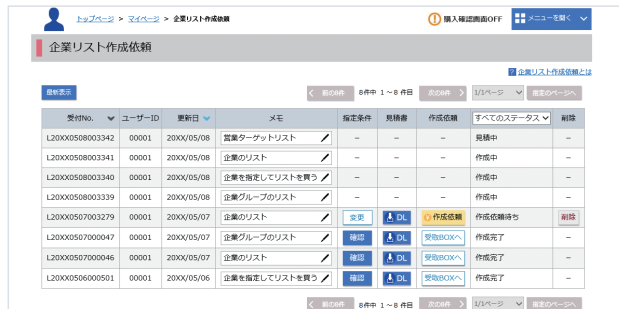 トップページ > マイページ > 企業リスト作成依頼
購入確認画面OFF
メニューを開く
企業リスト作成依頼
? 企業リスト作成依頼とは
最新表示
前の8件 8件中 1～8 件目 次の8件 1/1ページ 指定のページへ
受付No. ユーザーID 更新日 メモ 指定条件 見積書 作成依頼 すべてのステータス 削除
L20XX0508003342 00001 20XX/05/08 営業ターゲットリスト － － － 見積中 －
L20XX0508003341 00001 20XX/05/08 企業のリスト － － － 作成中 －
L20XX0508003340 00001 20XX/05/08 企業を指定してリストを買う － － － 作成中 －
L20XX0508003339 00001 20XX/05/08 企業グループのリスト － － － 作成中 －
L20XX0507003279 00001 20XX/05/07 企業のリスト 変更 DL 作成依頼 作成依頼待ち 削除
L20XX0507000047 00001 20XX/05/07 企業グループのリスト 確認 DL 受取BOXへ 作成完了 －
L20XX0507000046 00001 20XX/05/07 企業のリスト 確認 DL 受取BOXへ 作成完了 －
L20XX0506000501 00001 20XX/05/06 企業を指定してリストを買う 確認 DL 受取BOXへ 作成完了 －
前の8件 8件中 1～8 件目 次の8件 1/1ページ 指定のページへ